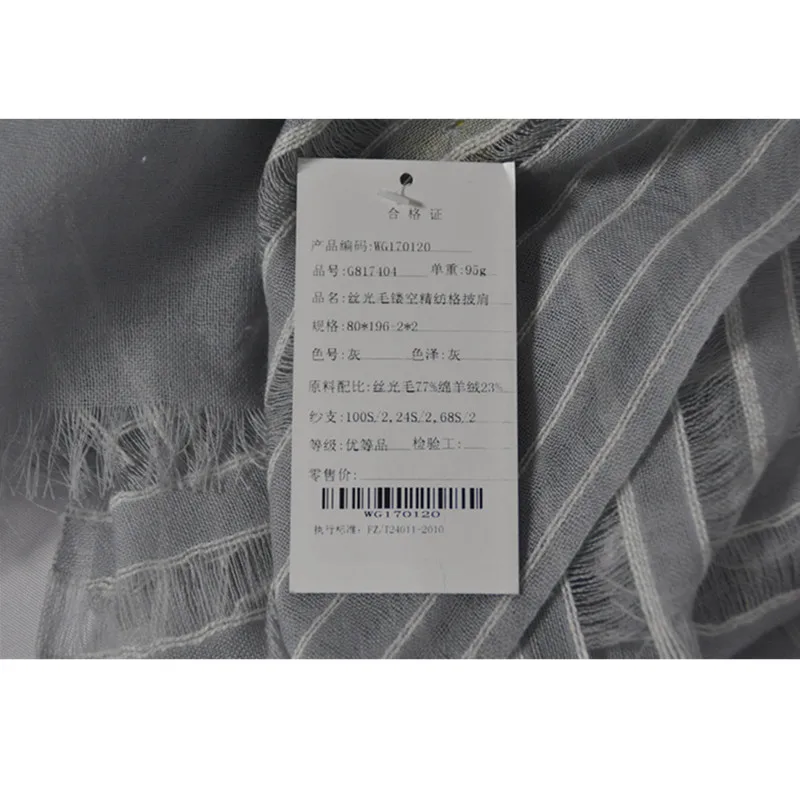 合格证
产品编码:WG170120
品号:G817404 单重:95g
品名:丝光毛镂空精纺格披肩
规格:80*196-2*2
色号:灰 色泽:灰
原料配比:丝光毛77%绵羊绒23%
纱支:100S/2,24S/2,68S/2
等级:优等品 检验工:
零售价:
WG170120
执行标准: FZ/T24011-2010